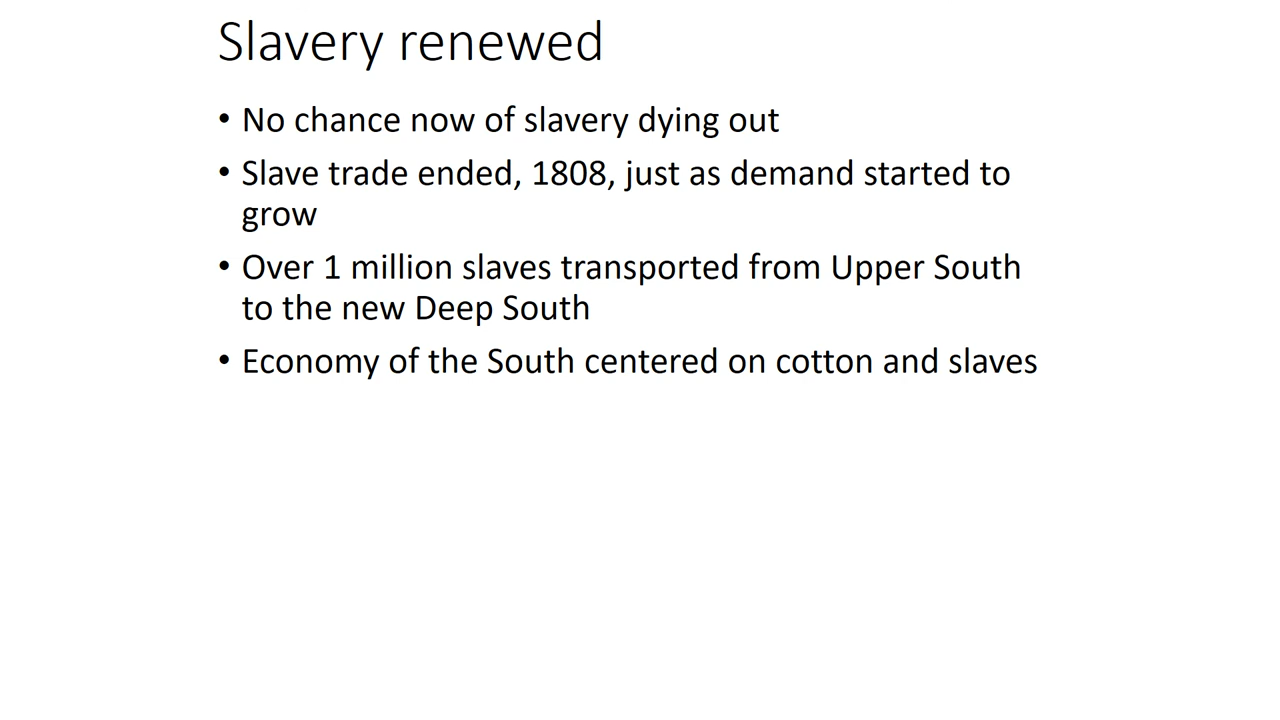 Slavery renewed
• No chance now of slavery dying out
• Slave trade ended, 1808, just as demand started to
grow
• Over 1 million slaves transported from Upper South
to the new Deep South
• Economy of the South centered on cotton and slaves